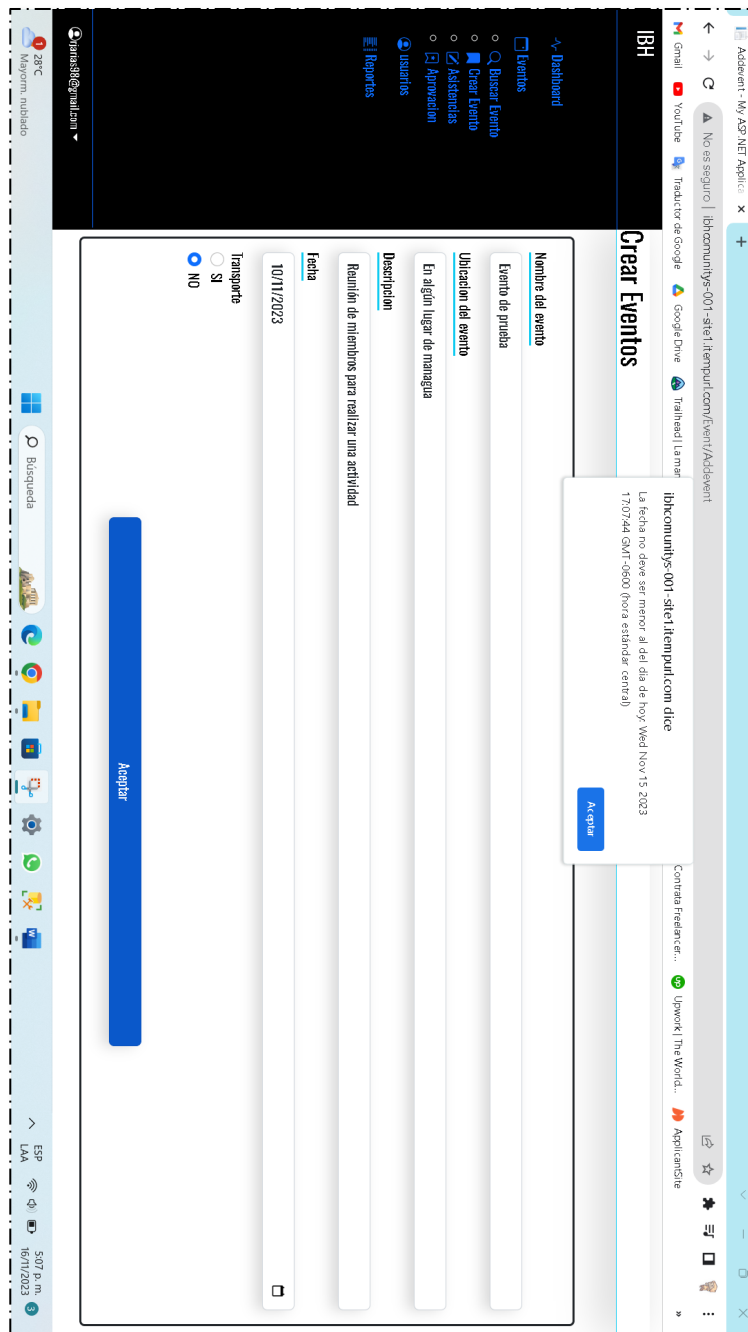 Addevent - My ASP.NET Applica
No es seguro | ibhcomunitys-001-site1.itempurl.com/Event/Addevent
Gmail
YouTube
Traductor de Google
Google Drive
Trailhead | La man
Contrata Freelancer...
Upwork | The World...
ApplicantSite
»
ibhcomunitys-001-site1.itempurl.com dice
La fecha no deve ser menor al del dia de hoy: Wed Nov 15 2023
17:07:44 GMT-0600 (hora estándar central)
Aceptar
IBH
Dashboard
Eventos
Buscar Evento
Crear Evento
Asistencias
Aprovacion
usuarios
Reportes
rjarias98@gmail.com
Crear Eventos
Nombre del evento
Evento de prueba
Ubicacion del evento
En algún lugar de managua
Descripcion
Reunión de miembros para realizar una actividad
Fecha
10/11/2023
Transporte
SI
NO
Aceptar
1
28°C
Mayorm. nublado
Búsqueda
ESP
LAA
5:07 p. m.
16/11/2023
3